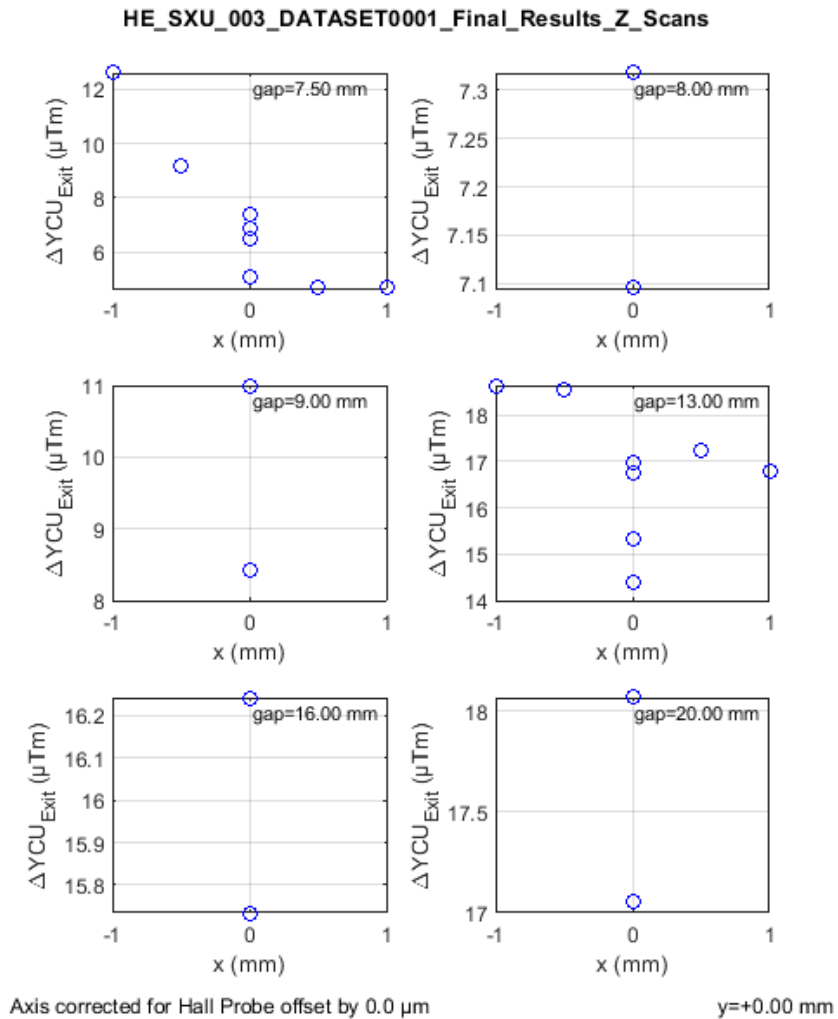 HE_SXU_003_DATASET0001_Final_Results_Z_Scans
gap=7.50 mm
12
10
8
6
ΔYCU_Exit (µTm)
-1 0 1
x (mm)
gap=8.00 mm
7.3
7.25
7.2
7.15
7.1
ΔYCU_Exit (µTm)
-1 0 1
x (mm)
gap=9.00 mm
11
10
9
8
ΔYCU_Exit (µTm)
-1 0 1
x (mm)
gap=13.00 mm
18
17
16
15
14
ΔYCU_Exit (µTm)
-1 0 1
x (mm)
gap=16.00 mm
16.2
16.1
16
15.9
15.8
ΔYCU_Exit (µTm)
-1 0 1
x (mm)
gap=20.00 mm
18
17.5
17
ΔYCU_Exit (µTm)
-1 0 1
x (mm)
Axis corrected for Hall Probe offset by 0.0 µm
y=+0.00 mm